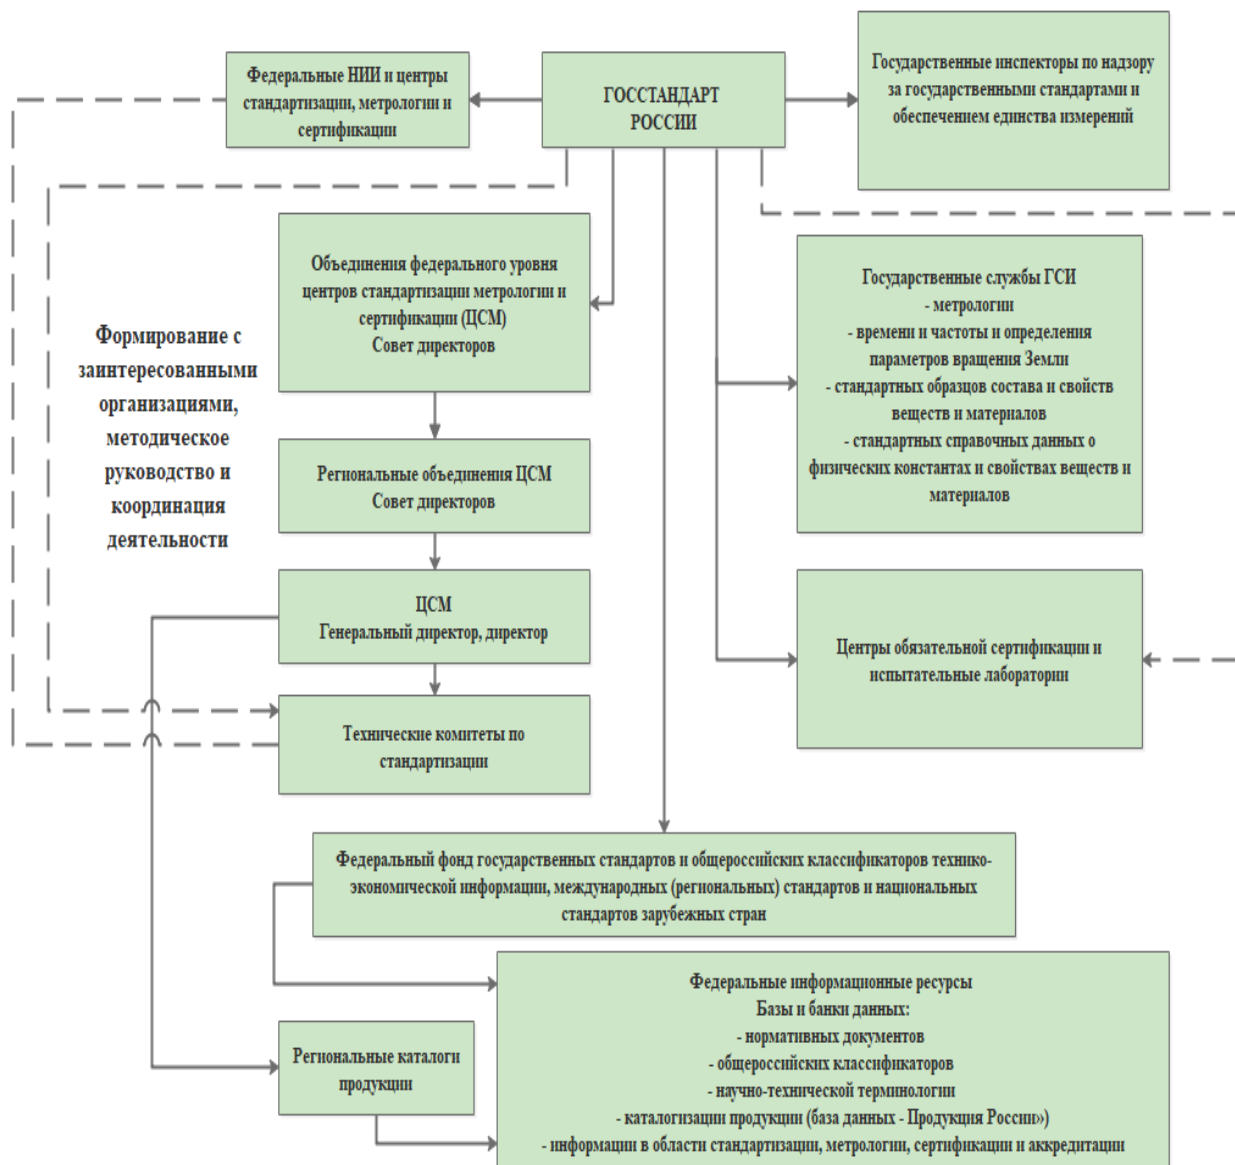 Федеральные НИИ и центры
стандартизации, метрологии и
сертификации
ГОССТАНДАРТ
РОССИИ
Государственные инспекторы по надзору
за государственными стандартами и
обеспечением единства измерений
Объединения федерального уровня
центров стандартизации метрологии и
сертификации (ЦСМ)
Совет директоров
Государственные службы ГСИ
- метрологии
- времени и частоты и определения
параметров вращения Земли
- стандартных образцов состава и свойств
веществ и материалов
- стандартных справочных данных о
физических константах и свойствах веществ и
материалов
Формирование с
заинтересованными
организациями,
методическое
руководство и
координация
деятельности
Региональные объединения ЦСМ
Совет директоров
ЦСМ
Генеральный директор, директор
Центры обязательной сертификации и
испытательные лаборатории
Технические комитеты по
стандартизации
Федеральный фонд государственных стандартов и общероссийских классификаторов технико-
экономической информации, международных (региональных) стандартов и национальных
стандартов зарубежных стран
Федеральные информационные ресурсы
Базы и банки данных:
- нормативных документов
- общероссийских классификаторов
- научно-технической терминологии
- каталогизации продукции (база данных - Продукция России»)
- информации в области стандартизации, метрологии, сертификации и аккредитации
Региональные каталоги
продукции